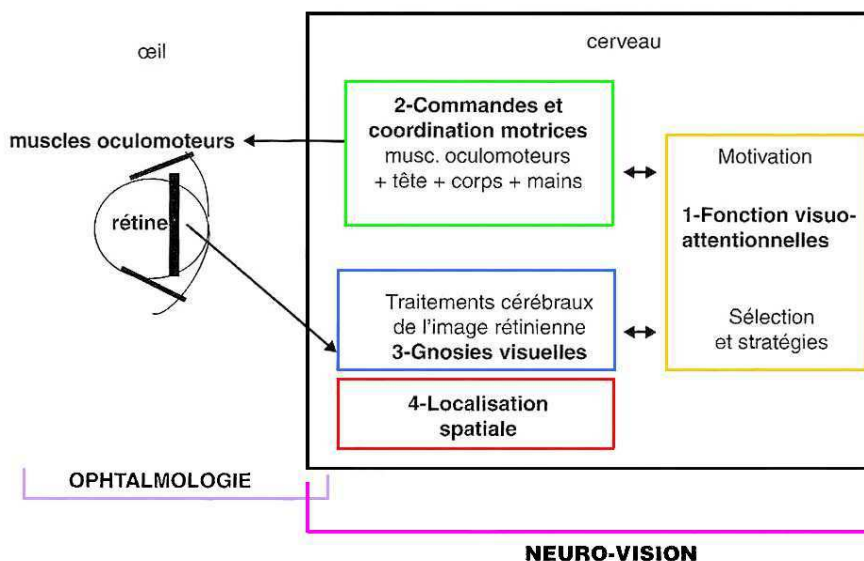 œil
cerveau
muscles oculomoteurs
rétine
2-Commandes et
coordination motrices
musc. oculomoteurs
+ tête + corps + mains
Motivation
1-Fonction visuo-
attentionnelles
Sélection
et stratégies
Traitements cérébraux
de l'image rétinienne
3-Gnosies visuelles
4-Localisation
spatiale
OPHTALMOLOGIE
NEURO-VISION